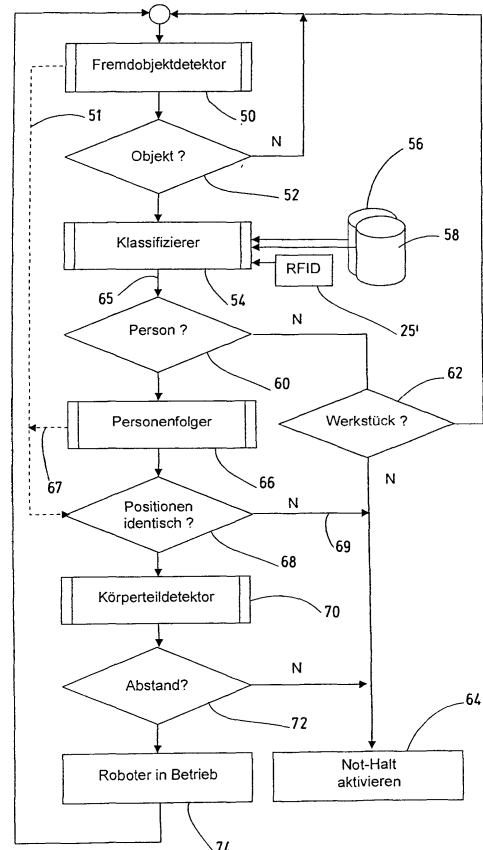 Fremdobjektdetektor
51
50
N
Objekt ?
56
52
58
Klassifizierer
RFID
65
54
25'
N
Person ?
60
62
Werkstück ?
Personenfolger
67
66
N
Positionen
identisch ?
N
69
68
Körperteildetektor
70
N
Abstand?
72
64
Not-Halt
aktivieren
Roboter in Betrieb
74